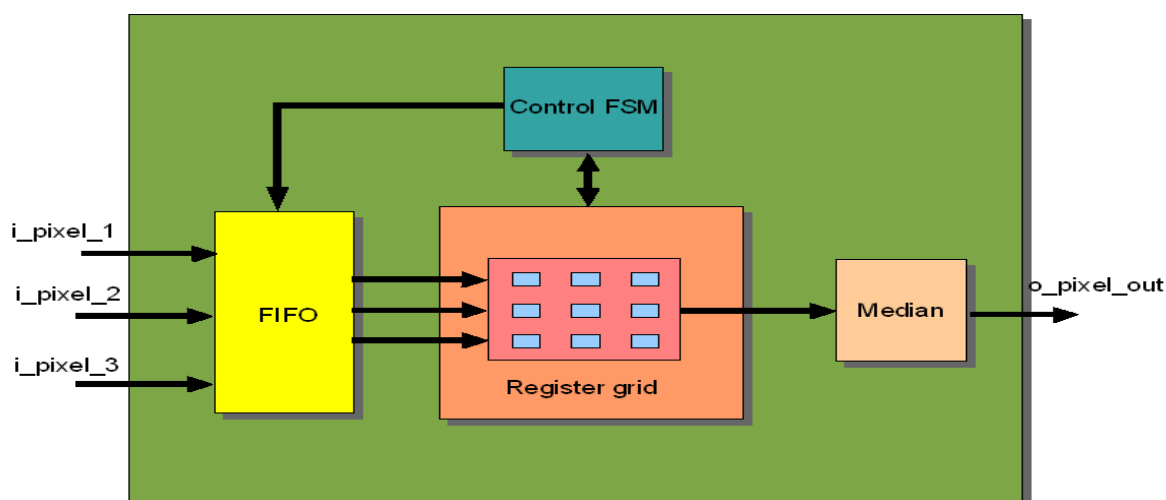 Control FSM
i_pixel_1
i_pixel_2
i_pixel_3
FIFO
Register grid
Median
o_pixel_out